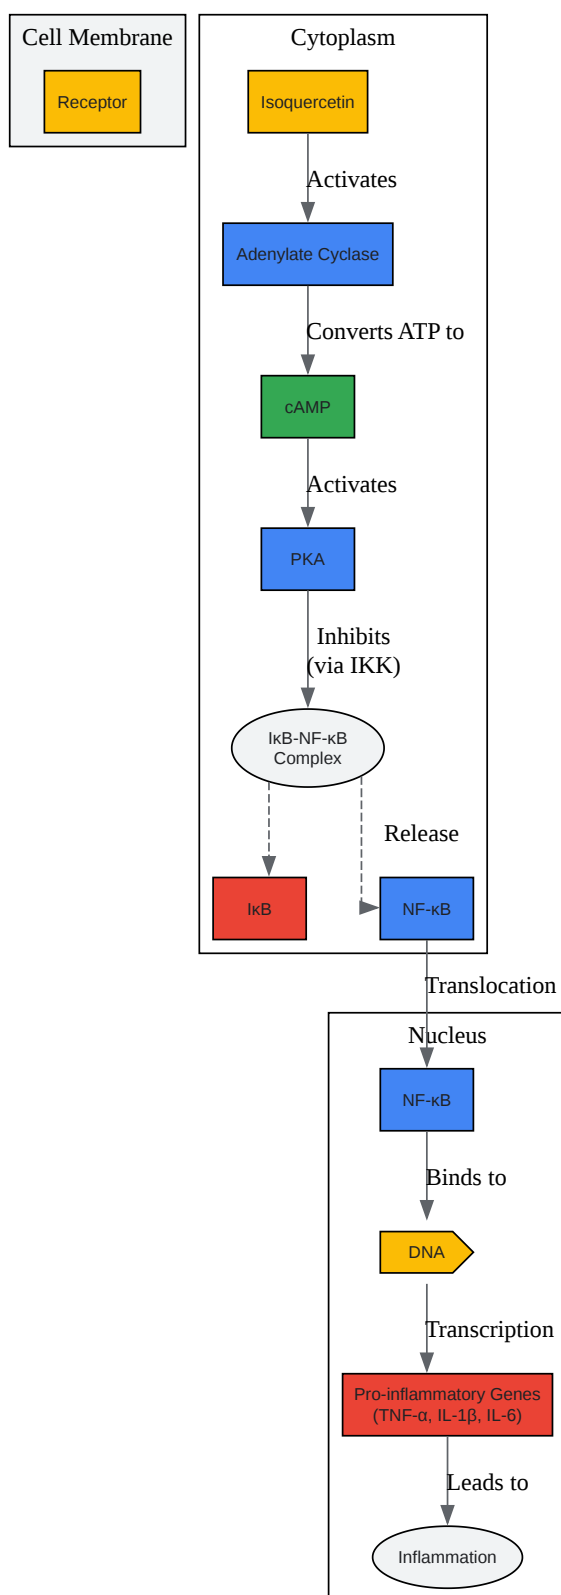 Cell Membrane
Receptor
Cytoplasm
Isoquercetin
Activates
Adenylate Cyclase
Converts ATP to
cAMP
Activates
PKA
Inhibits
(via IKK)
IκB-NF-κB
Complex
Release
IκB
NF-κB
Translocation
Nucleus
NF-κB
Binds to
DNA
Transcription
Pro-inflammatory Genes
(TNF-α, IL-1β, IL-6)
Leads to
Inflammation